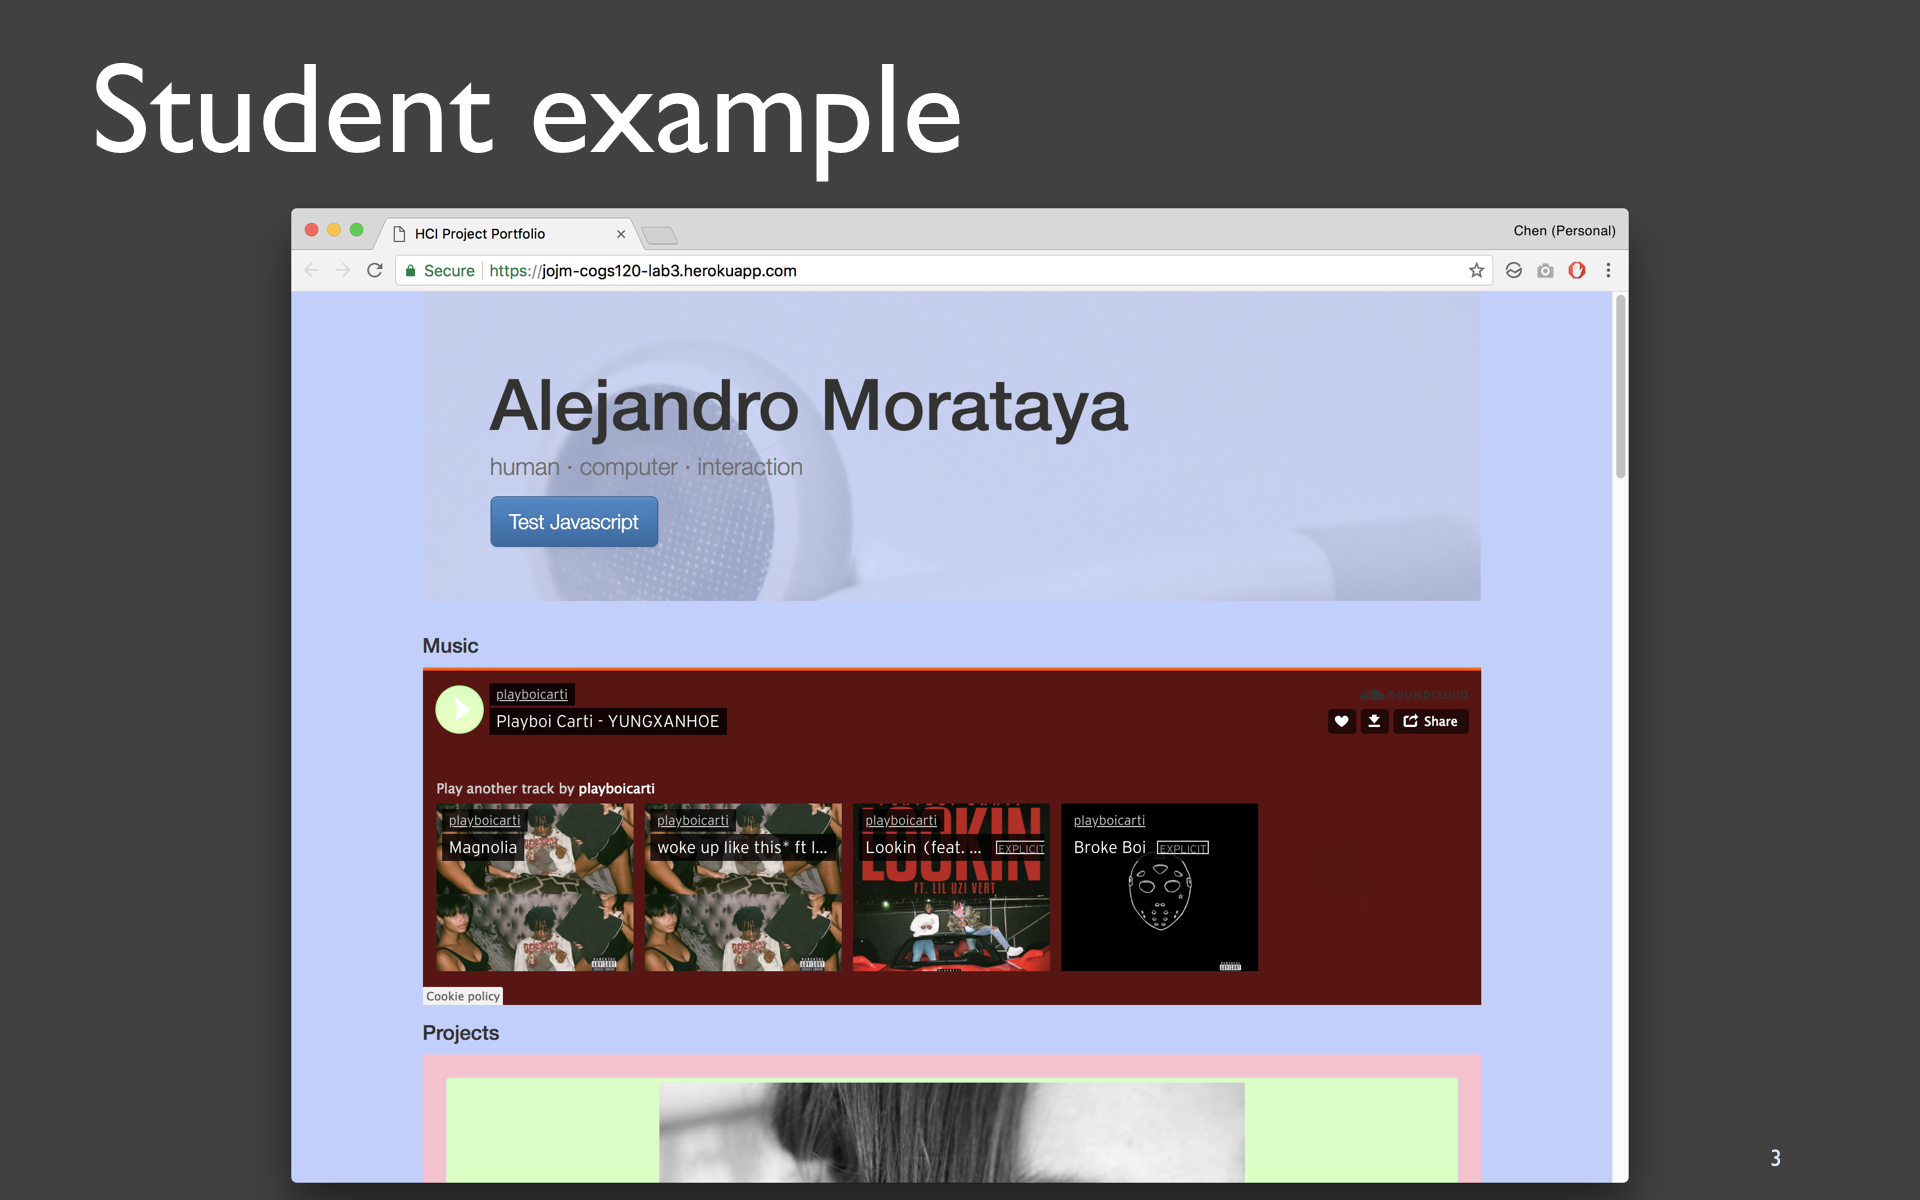 Student example
HCI Project Portfolio
Chen (Personal)
Secure https://jojm-cogs120-lab3.herokuapp.com
Alejandro Morataya
human · computer · interaction
Test Javascript
Music
playboicarti
SOUNDCLOUD
Playboi Carti - YUNGXANHOE
Share
Play another track by playboicarti
playboicarti
Magnolia
playboicarti
woke up like this* ft l...
playboicarti
Lookin (feat. ... EXPLICIT
LOOKIN
FT. LIL UZI VERT
playboicarti
Broke Boi EXPLICIT
Cookie policy
Projects
3